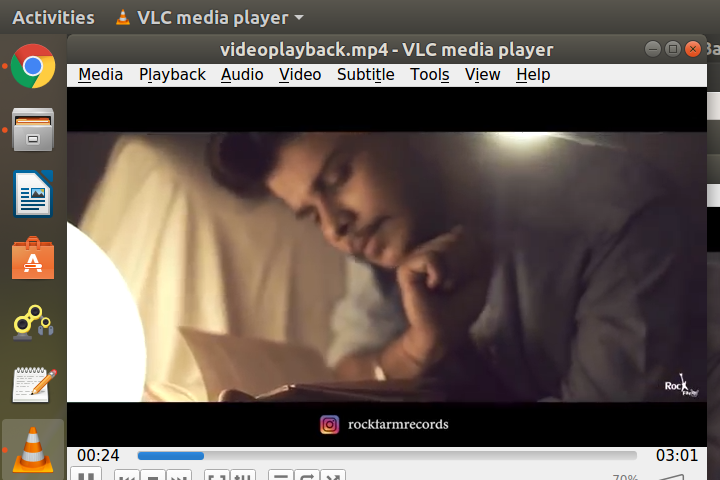 Activities VLC media player
videoplayback.mp4 - VLC media player
Media Playback Audio Video Subtitle Tools View Help
Rock
rockfarmrecords
00:24 03:01
70%